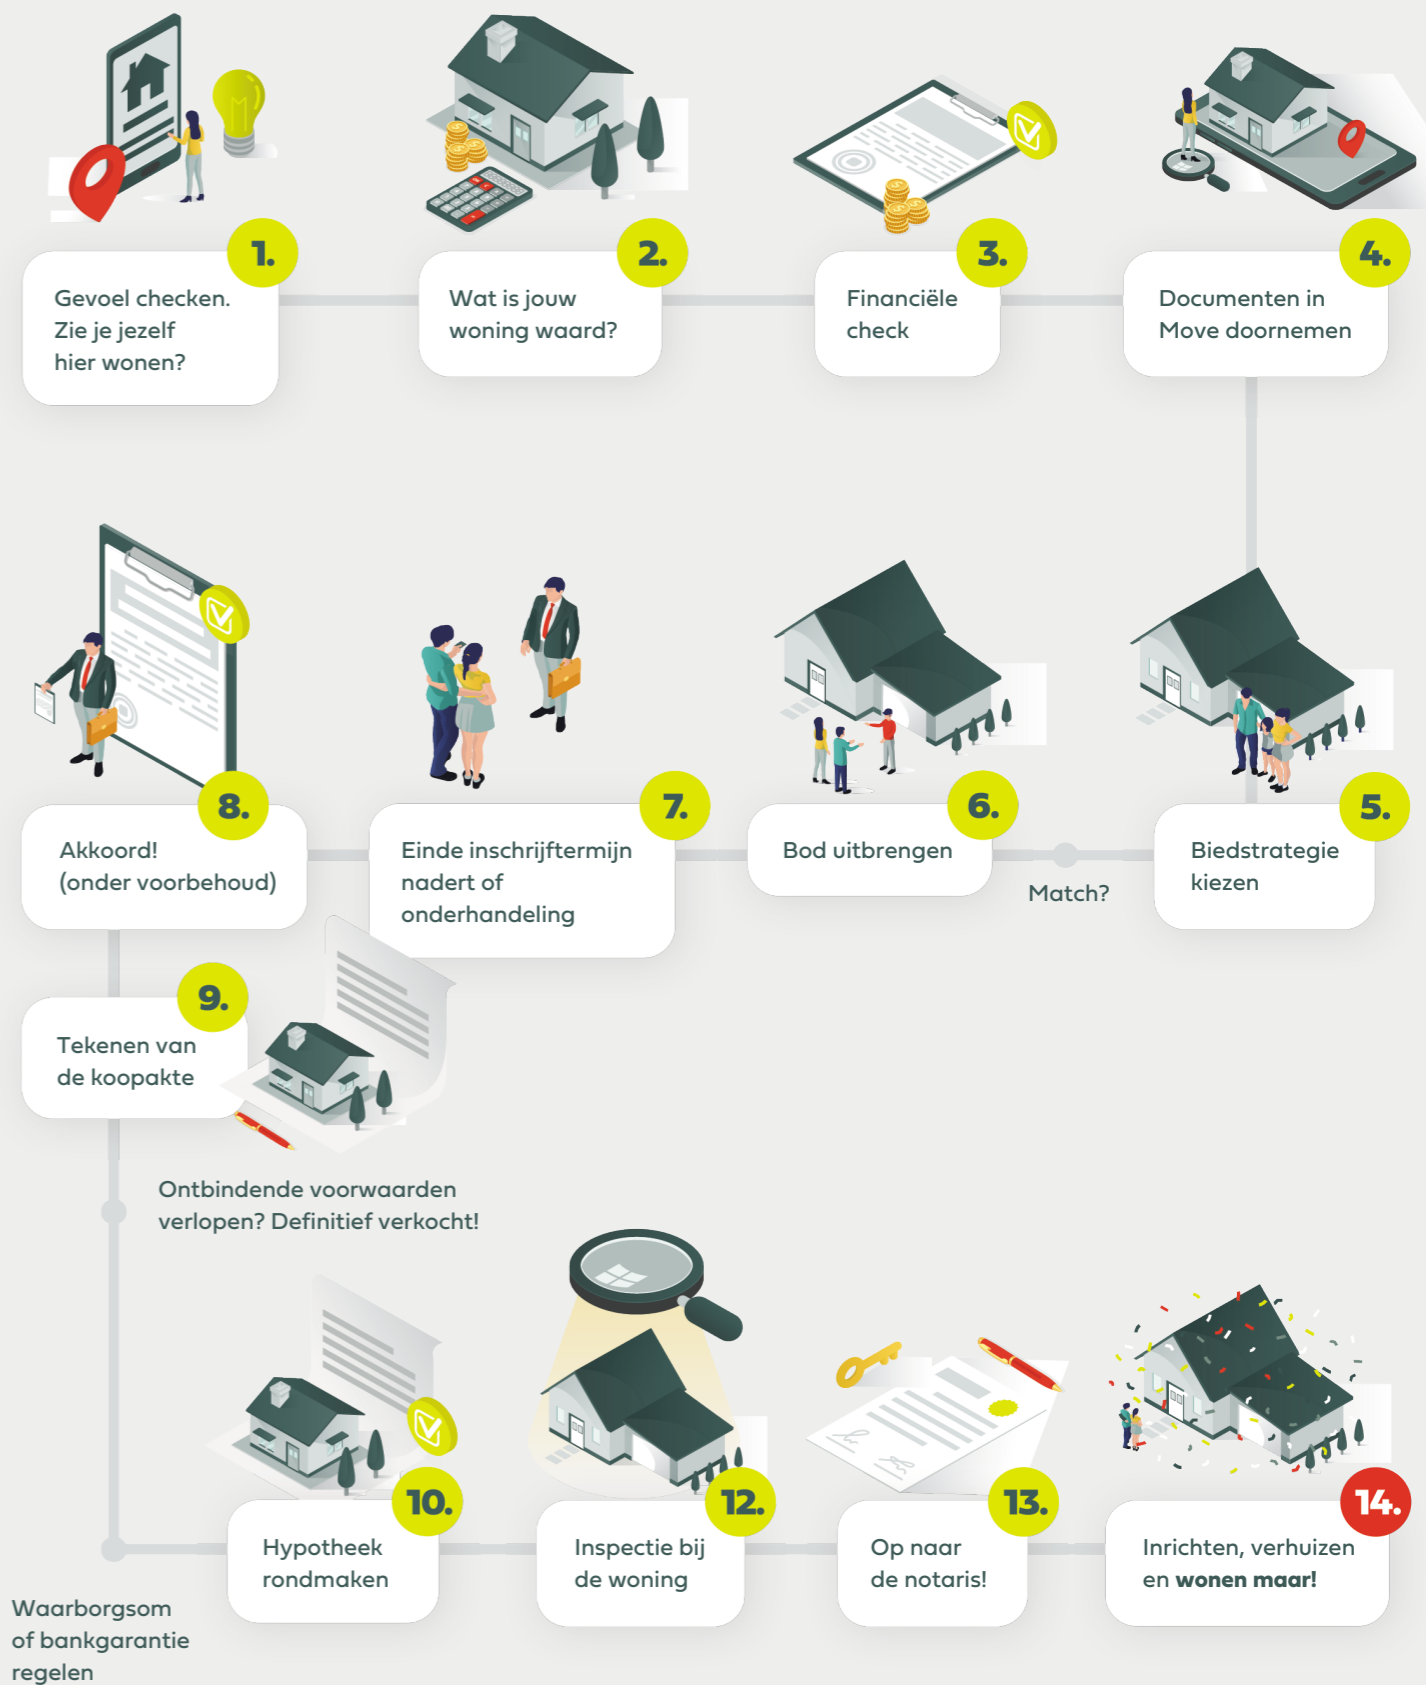 1.
Gevoel checken.
Zie je jezelf
hier wonen?
2.
Wat is jouw
woning waard?
3.
Financiële
check
4.
Documenten in
Move doornemen
5.
Biedstrategie
kiezen
Match?
6.
Bod uitbrengen
7.
Einde inschrijftermijn
nadert of
onderhandeling
8.
Akkoord!
(onder voorbehoud)
9.
Tekenen van
de koopakte
Ontbindende voorwaarden
verlopen? Definitief verkocht!
Waarborgsom
of bankgarantie
regelen
10.
Hypotheek
rondmaken
12.
Inspectie bij
de woning
13.
Op naar
de notaris!
14.
Inrichten, verhuizen
en wonen maar!